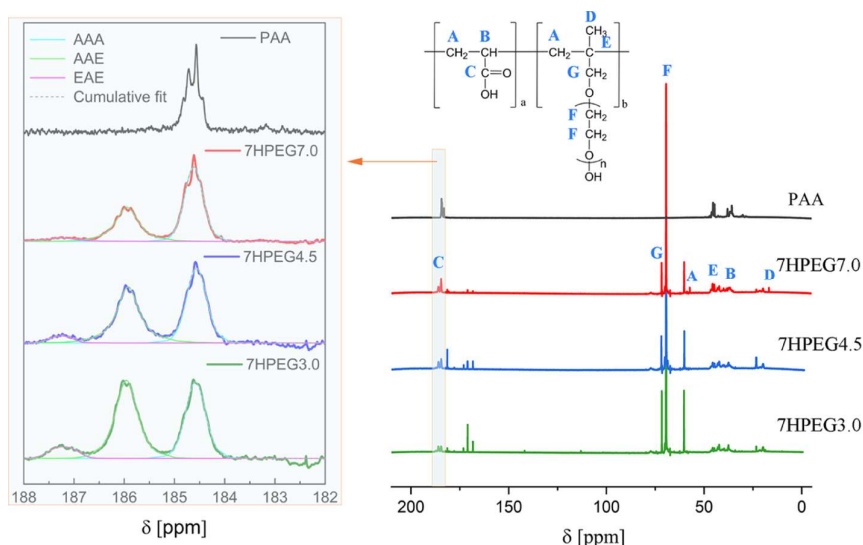 AAA
AAE
EAE
Cumulative fit
PAA
7HPEG7.0
7HPEG4.5
7HPEG3.0
188 187 186 185 184 183 182
δ [ppm]
D
A B A CH₃ E
CH₂ CH CH₂ C
C O G CH₂
OH a O b
F CH₂
F CH₂
O n
OH
F
PAA
C G A E B D 7HPEG7.0
7HPEG4.5
7HPEG3.0
200 150 100 50 0
δ [ppm]